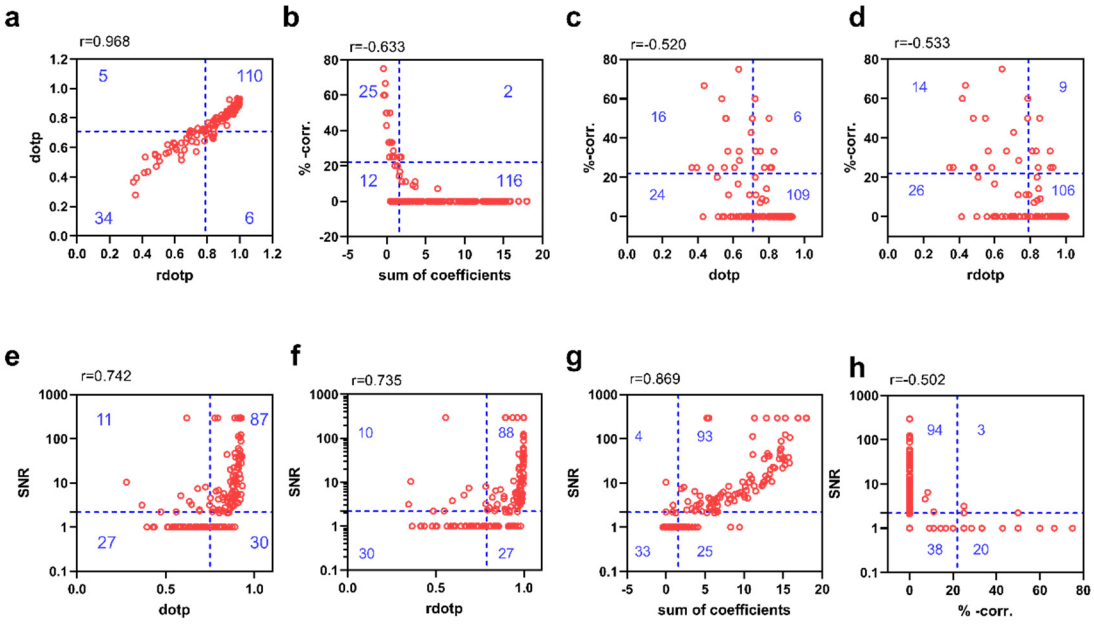 a
r=0.968
1.2
1.0
0.8
0.6
0.4
0.2
0.0
dotp
5
110
34
6
0.0 0.2 0.4 0.6 0.8 1.0 1.2
rdotp
b
r=-0.633
80
60
40
20
0
-20
% -corr.
25
2
12
116
-5 0 5 10 15 20
sum of coefficients
c
r=-0.520
80
60
40
20
0
%-corr.
16
6
24
109
0.0 0.2 0.4 0.6 0.8 1.0
dotp
d
r=-0.533
80
60
40
20
0
%-corr.
14
9
26
106
0.0 0.2 0.4 0.6 0.8 1.0
rdotp
e
r=0.742
1000
100
10
1
0.1
SNR
11
87
27
30
0.0 0.5 1.0
dotp
f
r=0.735
1000
100
10
1
0.1
SNR
10
88
30
27
0.0 0.5 1.0
rdotp
g
r=0.869
1000
100
10
1
0.1
SNR
4
93
33
25
-5 0 5 10 15 20
sum of coefficients
h
r=-0.502
1000
100
10
1
0.1
SNR
94
3
38
20
0 20 40 60 80
% -corr.